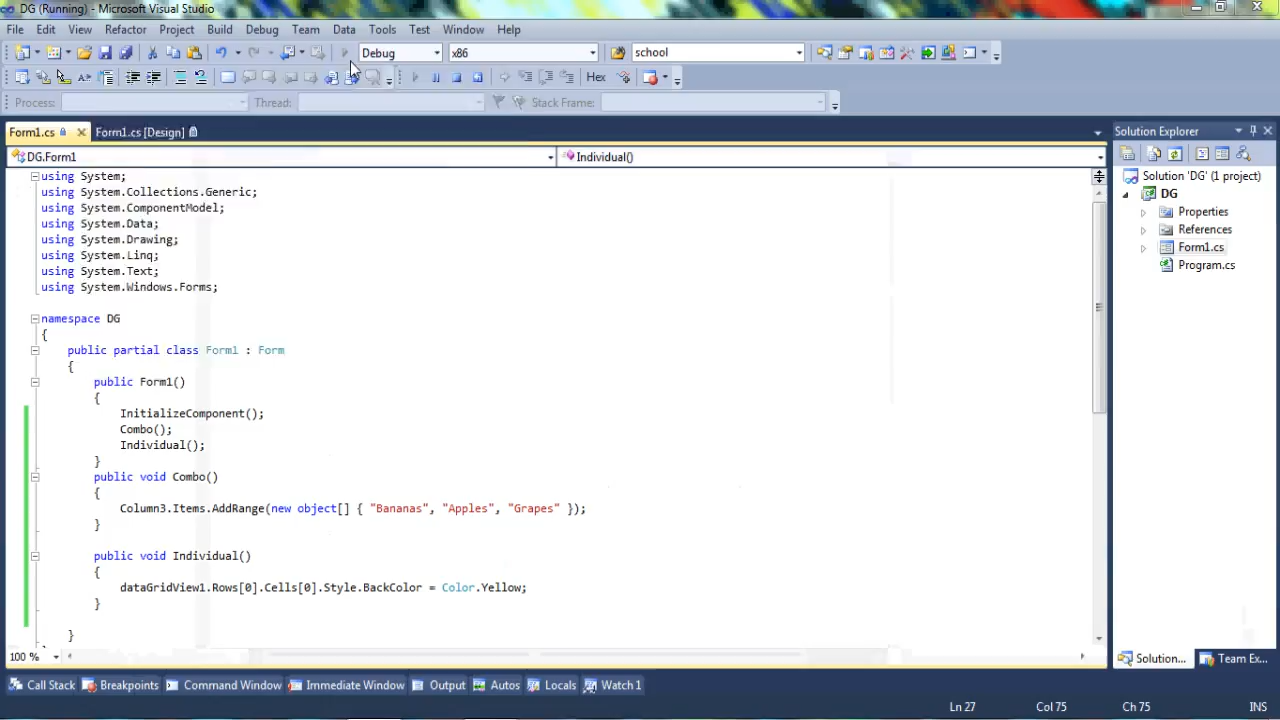 DG (Running) - Microsoft Visual Studio
File Edit View Refactor Project Build Debug Team Data Tools Test Window Help
Debug x86 school
Hex
Process: Thread: Stack Frame:
Form1.cs Form1.cs [Design]
DG.Form1 Individual()
using System;
using System.Collections.Generic;
using System.ComponentModel;
using System.Data;
using System.Drawing;
using System.Linq;
using System.Text;
using System.Windows.Forms;
namespace DG
{
public partial class Form1 : Form
{
public Form1()
{
InitializeComponent();
Combo();
Individual();
}
public void Combo()
{
Column3.Items.AddRange(new object[] { "Bananas", "Apples", "Grapes" });
}
public void Individual()
{
dataGridView1.Rows[0].Cells[0].Style.BackColor = Color.Yellow;
}
}
100 %
Solution Explorer
Solution 'DG' (1 project)
DG
Properties
References
Form1.cs
Program.cs
Solution... Team Ex...
Call Stack Breakpoints Command Window Immediate Window Output Autos Locals Watch 1
Ln 27 Col 75 Ch 75 INS